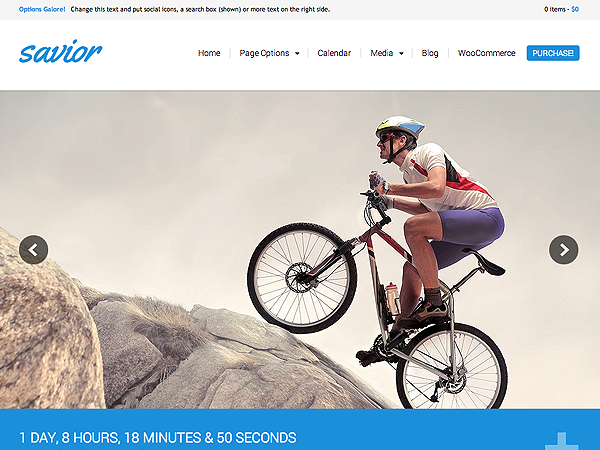 Options Galore! Change this text and put social icons, a search box (shown) or more text on the right side. 0 items - $0
savior Home Page Options Calendar Media Blog WooCommerce PURCHASE!
1 DAY, 8 HOURS, 18 MINUTES & 50 SECONDS